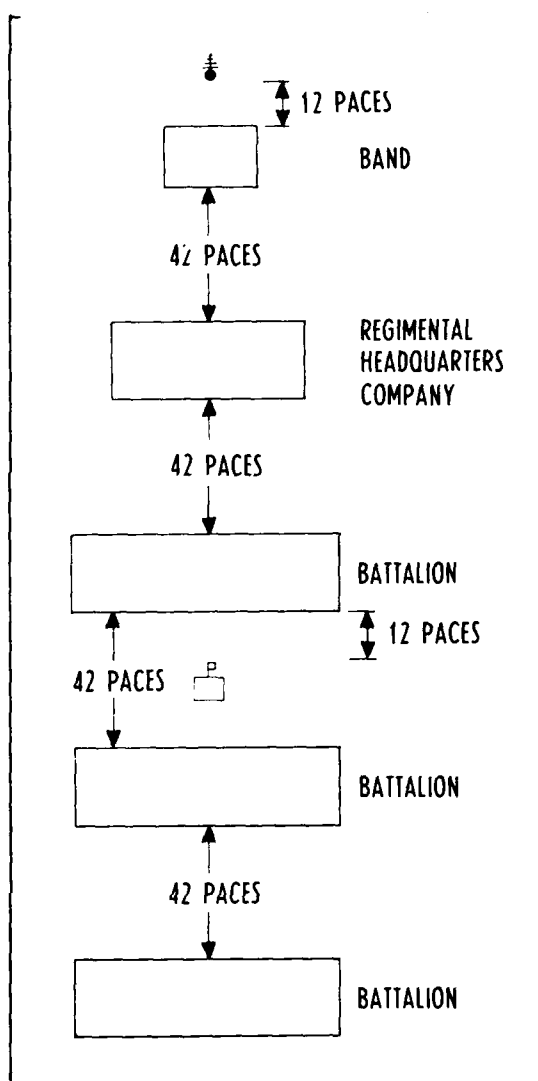 12 PACES
BAND
42 PACES
REGIMENTAL
HEADQUARTERS
COMPANY
42 PACES
BATTALION
12 PACES
42 PACES
BATTALION
42 PACES
BATTALION